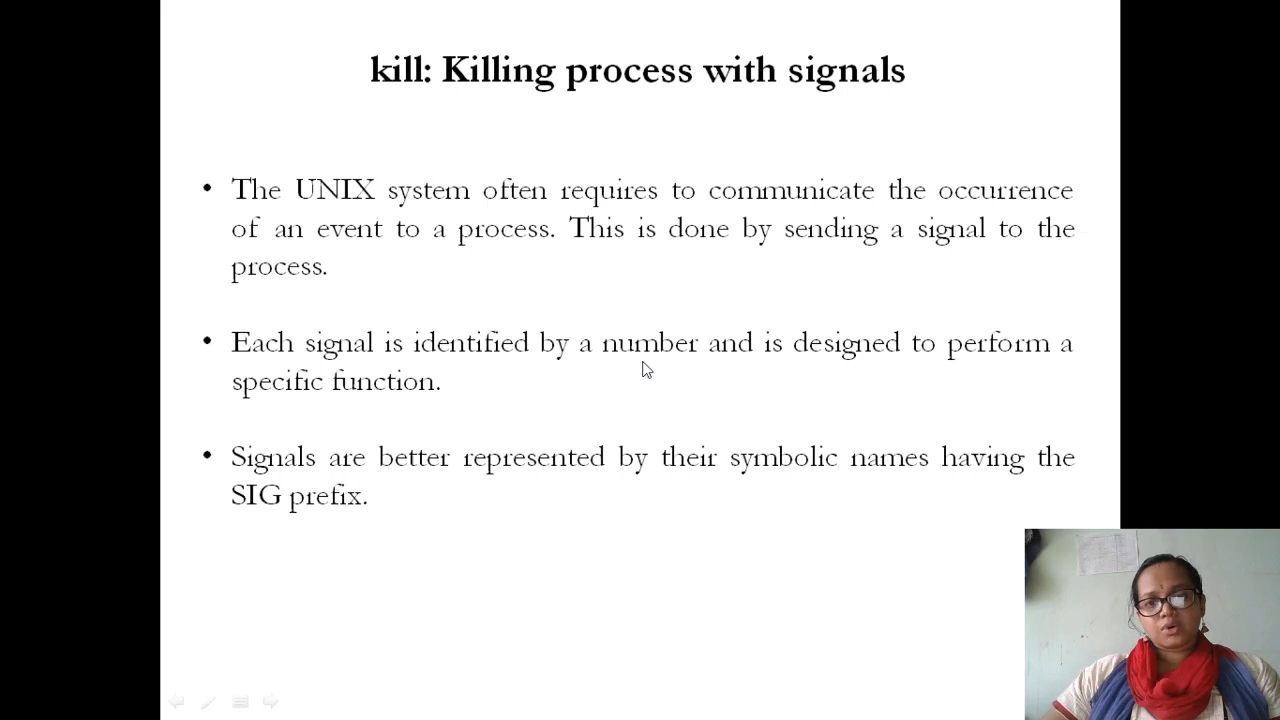 kill: Killing process with signals
• The UNIX system often requires to communicate the occurrence
of an event to a process. This is done by sending a signal to the
process.
• Each signal is identified by a number and is designed to perform a
specific function.
• Signals are better represented by their symbolic names having the
SIG prefix.